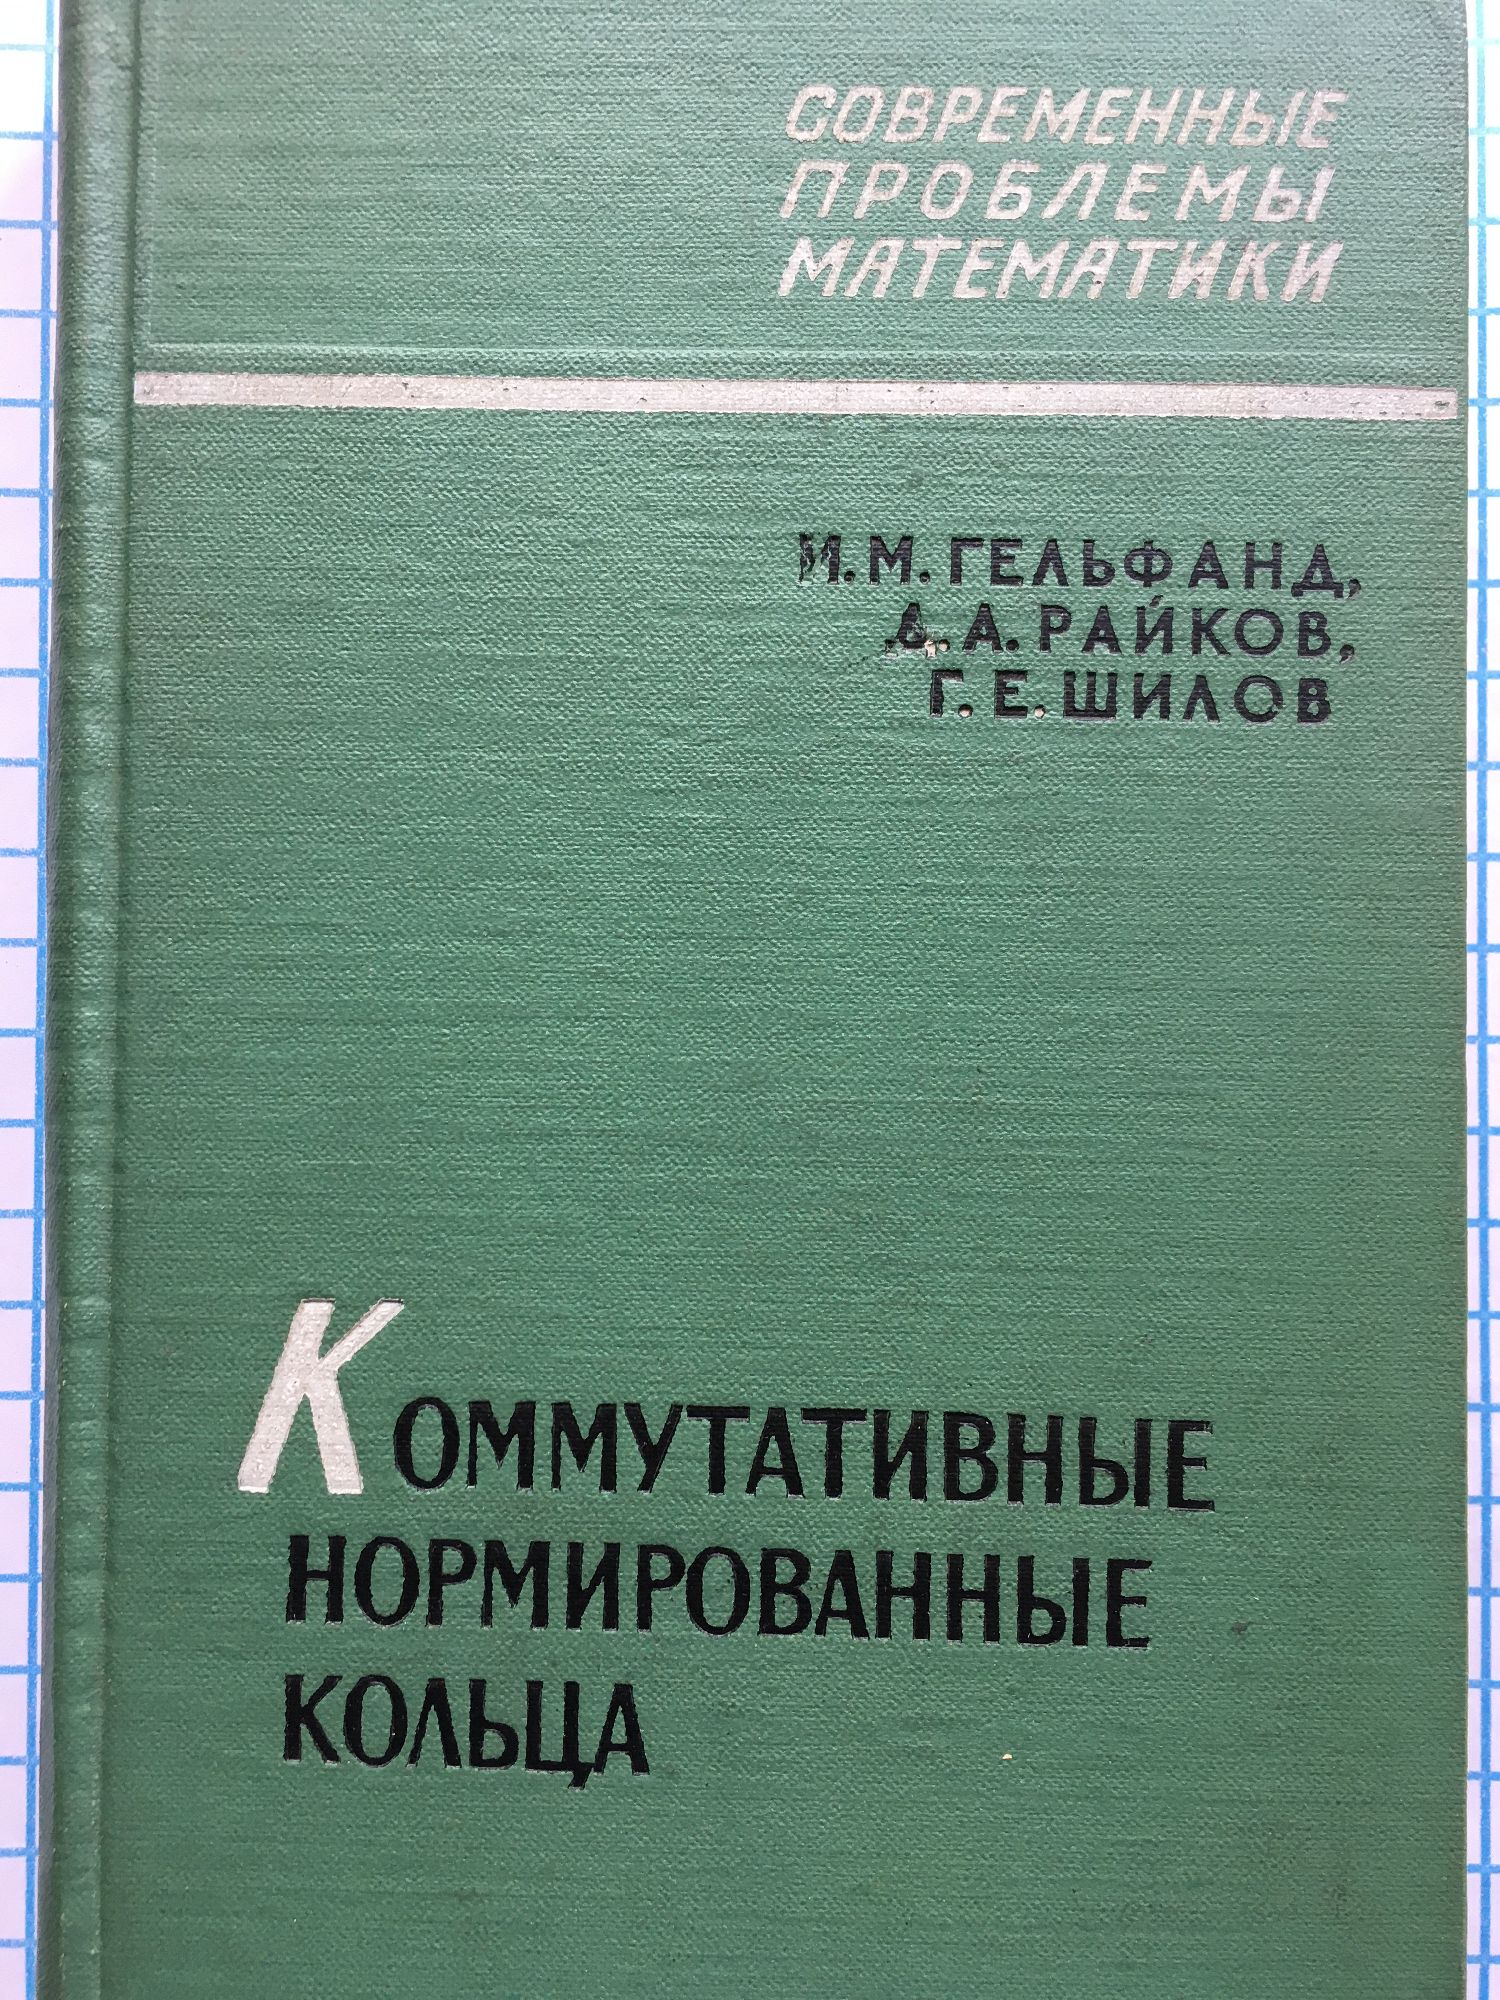 СОВРЕМЕННЫЕ
ПРОБЛЕМЫ
МАТЕМАТИКИ
И. М. ГЕЛЬФАНД,
Д. А. РАЙКОВ,
Г. Е. ШИЛОВ
КОММУТАТИВНЫЕ
НОРМИРОВАННЫЕ
КОЛЬЦА